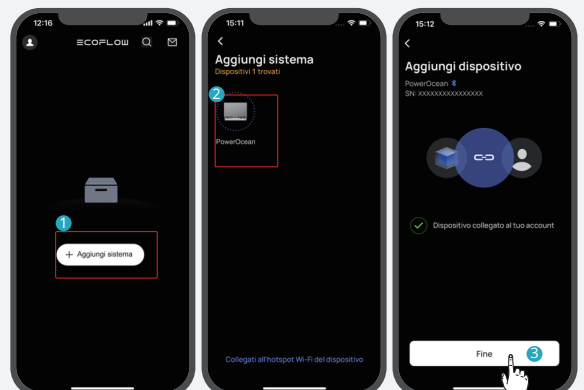 12:16
ECOFLOW
1
+ Aggiungi sistema
15:11
Aggiungi sistema
Dispositivi 1 trovati
2
PowerOcean
Collegati all'hotspot Wi-Fi del dispositivo
15:12
Aggiungi dispositivo
PowerOcean
SN: XXXXXXXXXXXXXXX
Dispositivo collegato al tuo account
Fine
3